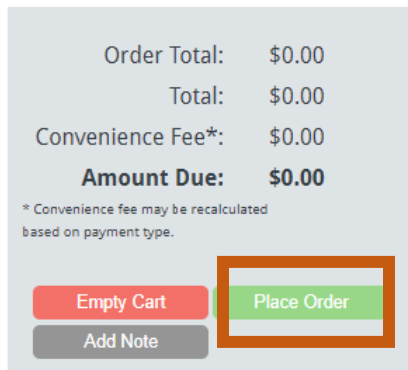 Order Total: $0.00
Total: $0.00
Convenience Fee*: $0.00
Amount Due: $0.00
* Convenience fee may be recalculated
based on payment type.
Empty Cart Place Order
Add Note